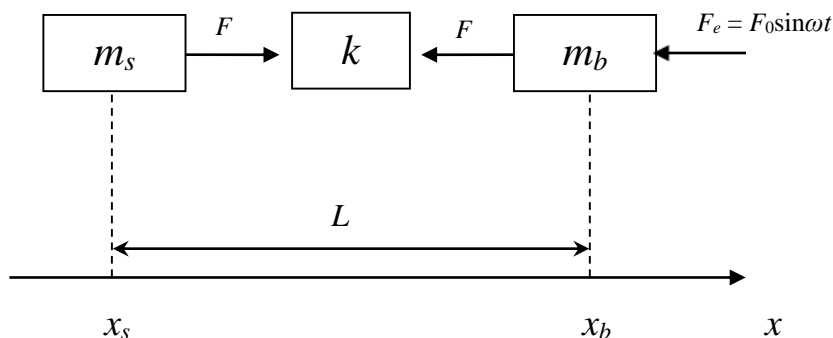 F F F_e = F_0sinωt
m_s k m_b
L
x_s x_b x